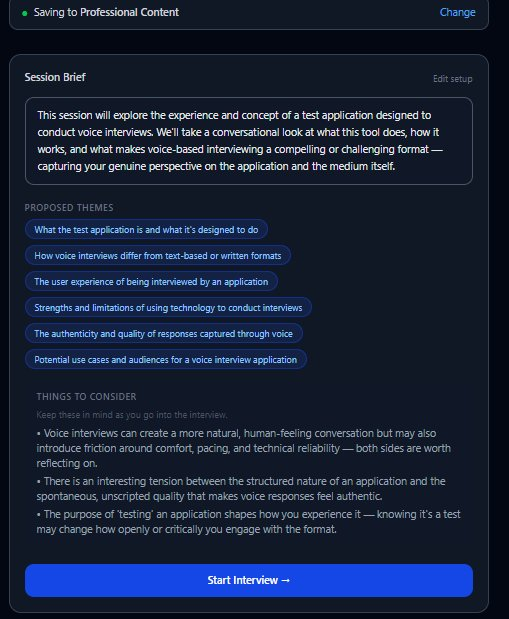 Saving to Professional Content
Change
Session Brief
Edit setup
This session will explore the experience and concept of a test application designed to
conduct voice interviews. We'll take a conversational look at what this tool does, how it
works, and what makes voice-based interviewing a compelling or challenging format —
capturing your genuine perspective on the application and the medium itself.
PROPOSED THEMES
What the test application is and what it's designed to do
How voice interviews differ from text-based or written formats
The user experience of being interviewed by an application
Strengths and limitations of using technology to conduct interviews
The authenticity and quality of responses captured through voice
Potential use cases and audiences for a voice interview application
THINGS TO CONSIDER
Keep these in mind as you go into the interview.
• Voice interviews can create a more natural, human-feeling conversation but may also
introduce friction around comfort, pacing, and technical reliability — both sides are worth
reflecting on.
• There is an interesting tension between the structured nature of an application and the
spontaneous, unscripted quality that makes voice responses feel authentic.
• The purpose of 'testing' an application shapes how you experience it — knowing it's a test
may change how openly or critically you engage with the format.
Start Interview →